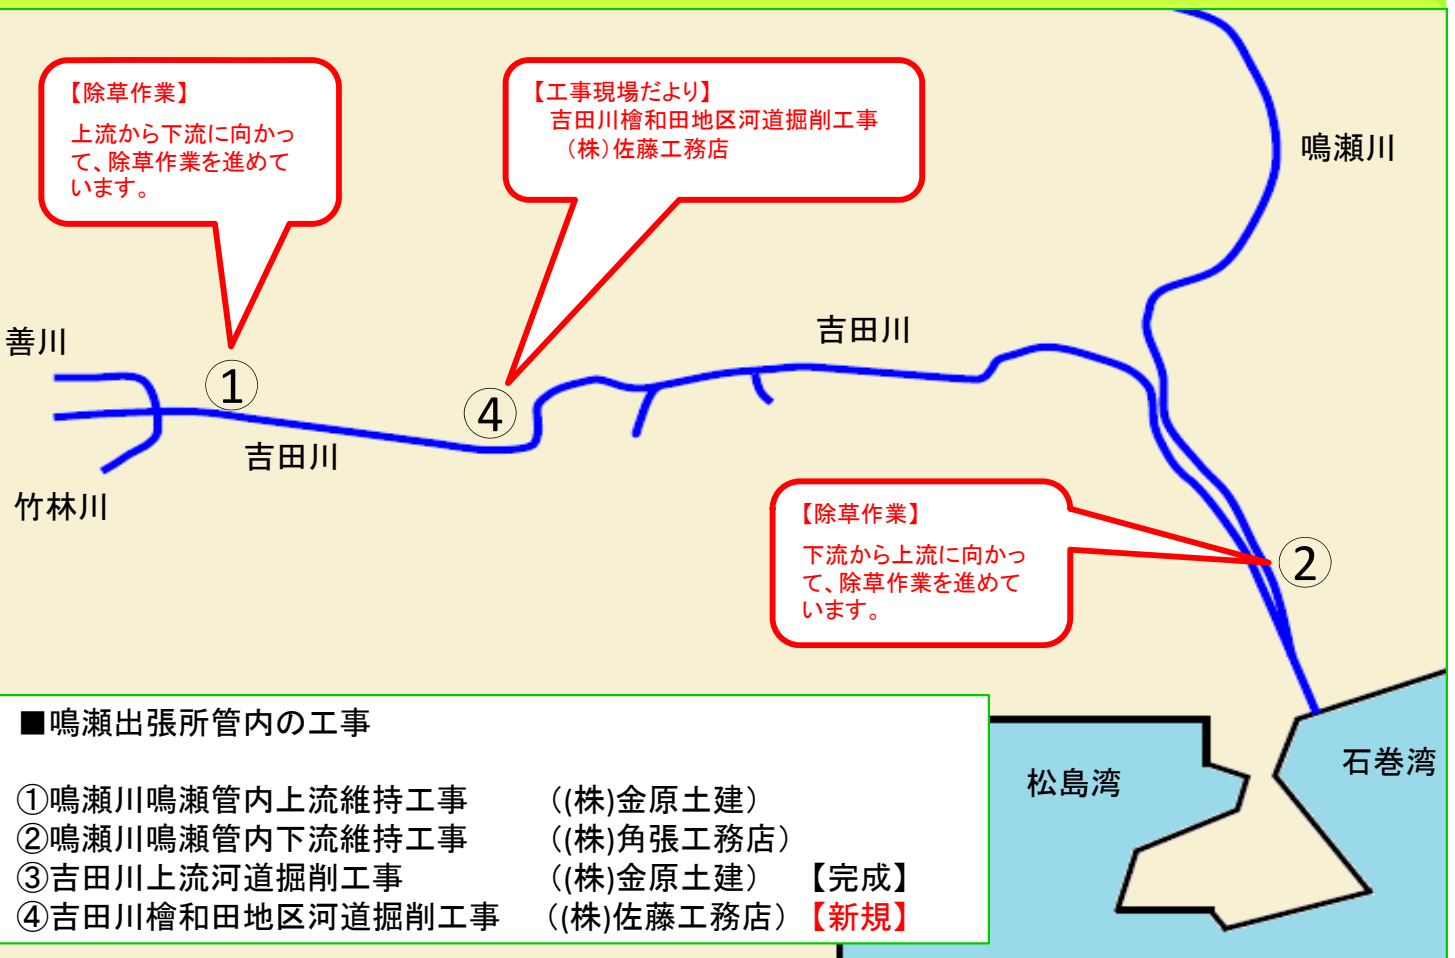 【除草作業】
上流から下流に向かっ
て、除草作業を進めて
います。
【工事現場だより】
吉田川檜和田地区河道掘削工事
（株）佐藤工務店
鳴瀬川
善川
①
④
吉田川
吉田川
竹林川
【除草作業】
下流から上流に向かっ
て、除草作業を進めて
います。
②
松島湾
石巻湾
■鳴瀬出張所管内の工事
①鳴瀬川鳴瀬管内上流維持工事 （(株)金原土建）
②鳴瀬川鳴瀬管内下流維持工事 （(株)角張工務店）
③吉田川上流河道掘削工事 （(株)金原土建） 【完成】
④吉田川檜和田地区河道掘削工事 （(株)佐藤工務店） 【新規】